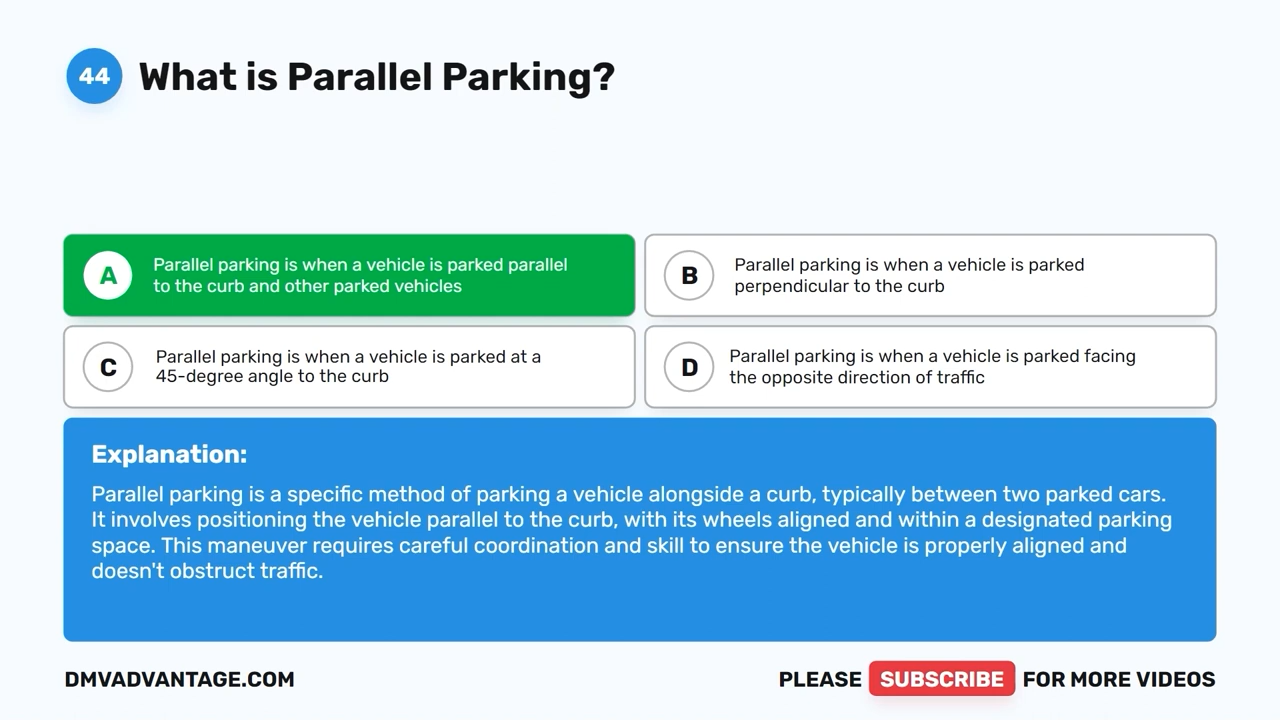 44 What is Parallel Parking?
A Parallel parking is when a vehicle is parked parallel
to the curb and other parked vehicles
B Parallel parking is when a vehicle is parked
perpendicular to the curb
C Parallel parking is when a vehicle is parked at a
45-degree angle to the curb
D Parallel parking is when a vehicle is parked facing
the opposite direction of traffic
Explanation:
Parallel parking is a specific method of parking a vehicle alongside a curb, typically between two parked cars.
It involves positioning the vehicle parallel to the curb, with its wheels aligned and within a designated parking
space. This maneuver requires careful coordination and skill to ensure the vehicle is properly aligned and
doesn't obstruct traffic.
DMVADVANTAGE.COM
PLEASE SUBSCRIBE FOR MORE VIDEOS